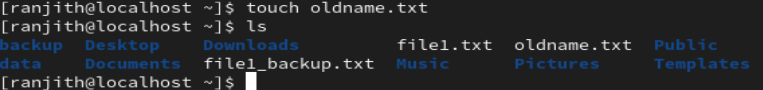 [ranjith@localhost ~]$ touch oldname.txt
[ranjith@localhost ~]$ ls
backup Desktop Downloads file1.txt oldname.txt Public
data Documents file1_backup.txt Music Pictures Templates
[ranjith@localhost ~]$